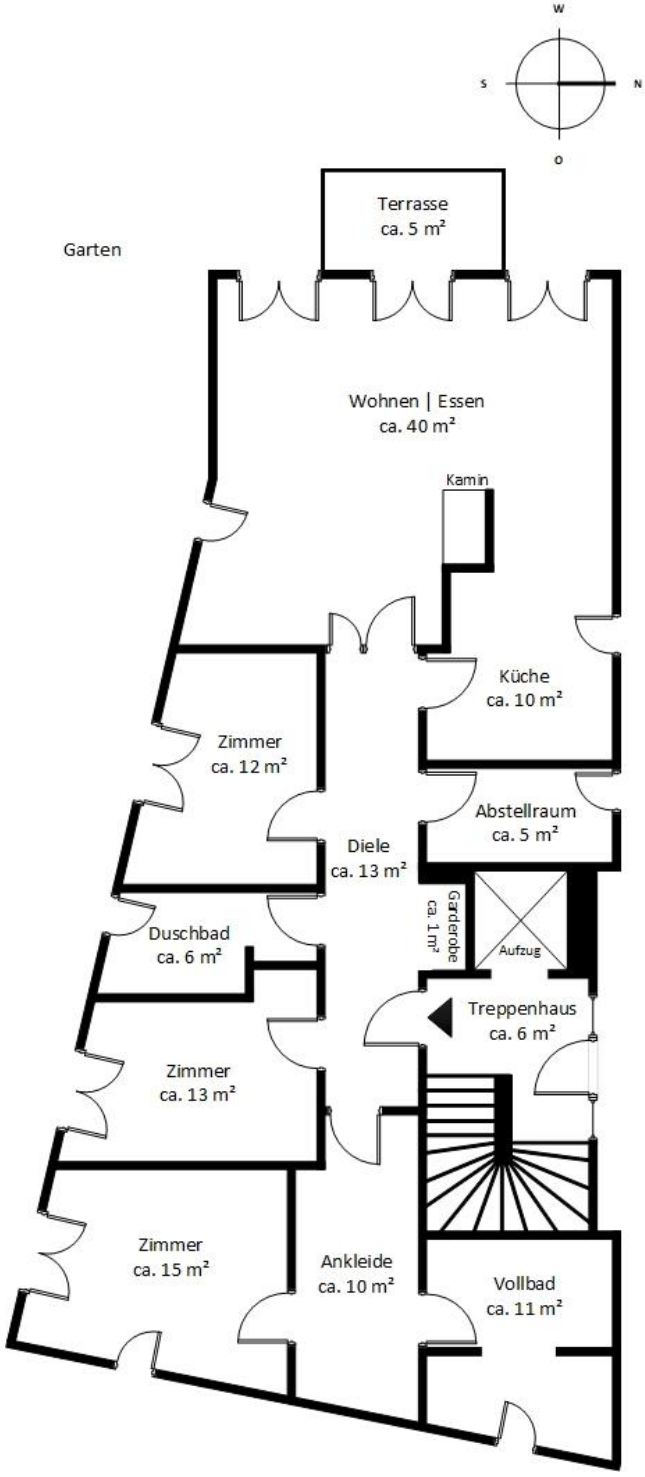 W
S
N
O
Terrasse
ca. 5 m²
Garten
Wohnen | Essen
ca. 40 m²
Kamin
Küche
ca. 10 m²
Zimmer
ca. 12 m²
Abstellraum
ca. 5 m²
Diele
ca. 13 m²
Garderobe
ca. 1 m²
Duschbad
ca. 6 m²
Aufzug
Treppenhaus
ca. 6 m²
Zimmer
ca. 13 m²
Zimmer
ca. 15 m²
Ankleide
ca. 10 m²
Vollbad
ca. 11 m²